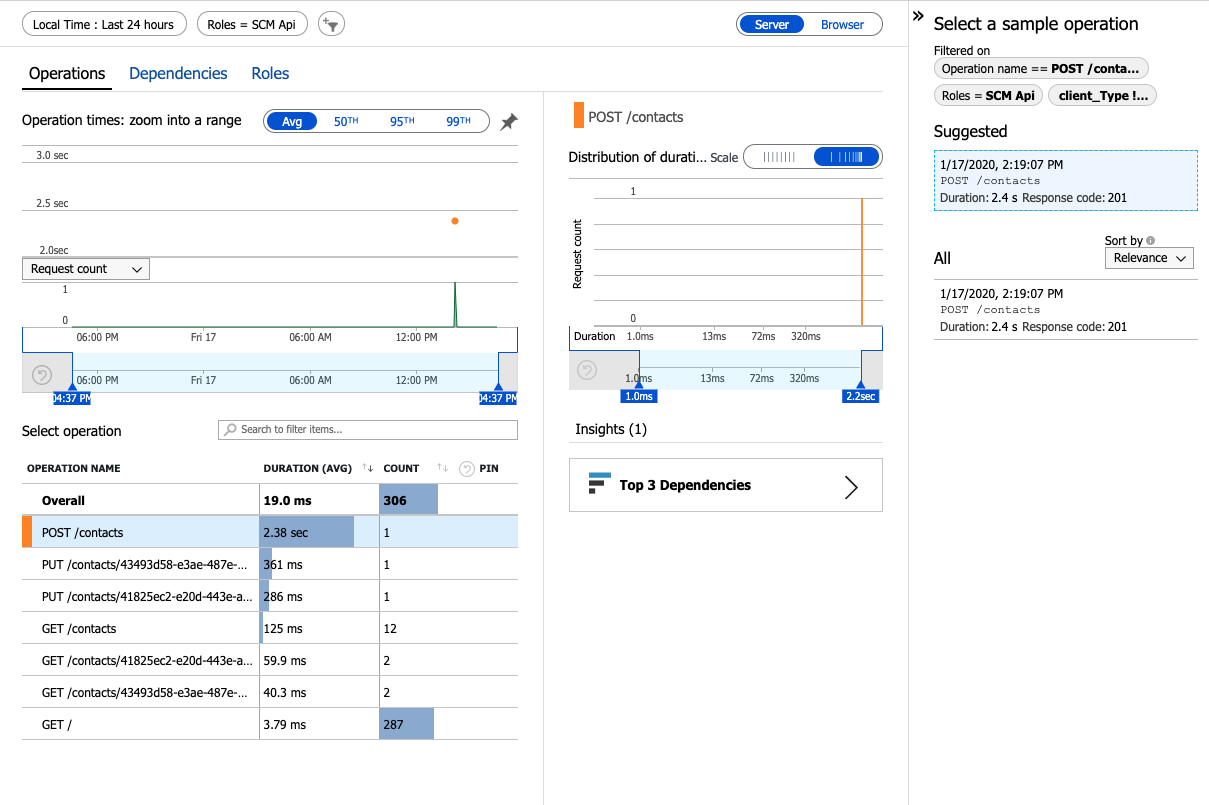 Local Time : Last 24 hours
Roles = SCM Api
Server
Browser
Operations
Dependencies
Roles
Operation times: zoom into a range
Avg
50TH
95TH
99TH
3.0 sec
2.5 sec
2.0sec
Request count
1
0
06:00 PM
Fri 17
06:00 AM
12:00 PM
06:00 PM
Fri 17
06:00 AM
12:00 PM
04:37 PM
04:37 PM
Select operation
Search to filter items...
OPERATION NAME
DURATION (AVG)
COUNT
PIN
Overall
19.0 ms
306
POST /contacts
2.38 sec
1
PUT /contacts/43493d58-e3ae-487e-...
361 ms
1
PUT /contacts/41825ec2-e20d-443e-a...
286 ms
1
GET /contacts
125 ms
12
GET /contacts/41825ec2-e20d-443e-a...
59.9 ms
2
GET /contacts/43493d58-e3ae-487e-...
40.3 ms
2
GET /
3.79 ms
287
POST /contacts
Distribution of durati...
Scale
1
Request count
0
Duration
1.0ms
13ms
72ms
320ms
1.0ms
13ms
72ms
320ms
1.0ms
2.2sec
Insights (1)
Top 3 Dependencies
Select a sample operation
Filtered on
Operation name == POST /conta...
Roles = SCM Api
client_Type !...
Suggested
1/17/2020, 2:19:07 PM
POST /contacts
Duration: 2.4 s Response code: 201
Sort by
All
Relevance
1/17/2020, 2:19:07 PM
POST /contacts
Duration: 2.4 s Response code: 201